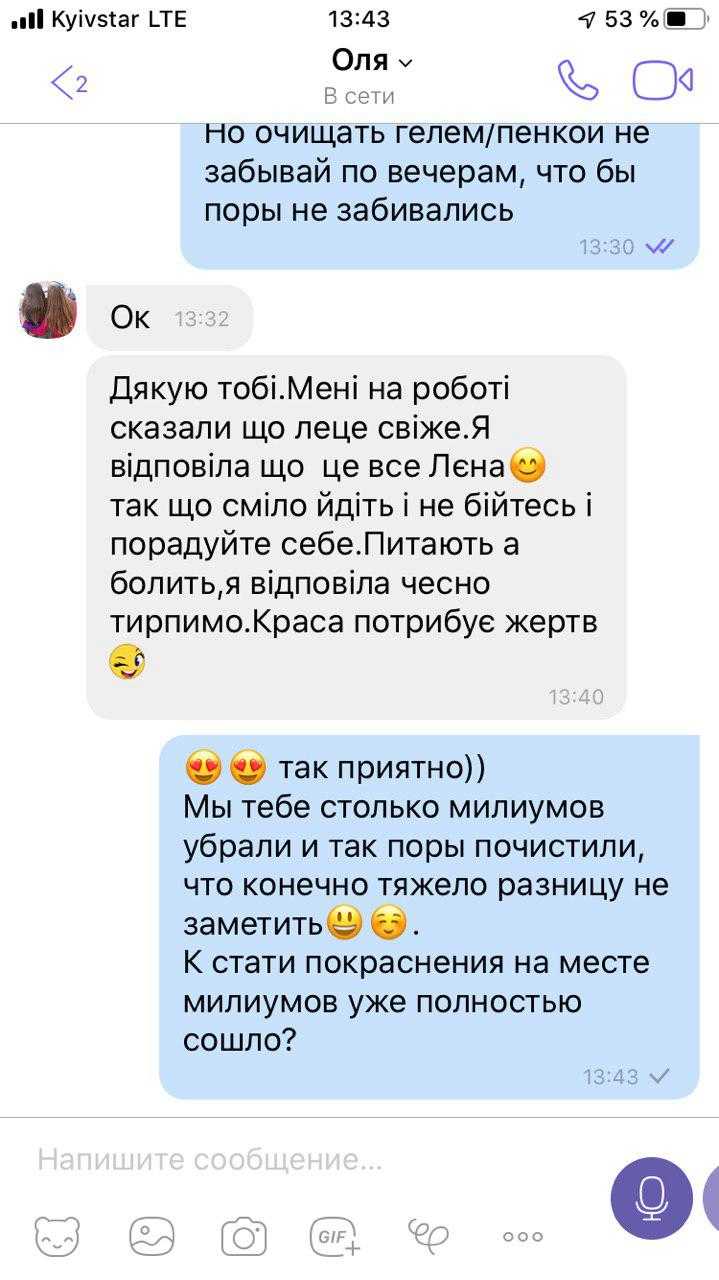 Kyivstar LTE 13:43 53 %
2 Оля
В сети
Но очищать гелем/пенкой не
забывай по вечерам, что бы
поры не забивались
13:30
Ок 13:32
Дякую тобі.Мені на роботі
сказали що леце свіже.Я
відповіла що це все Лєна😊
так що сміло йдіть і не бійтесь і
порадуйте себе.Питають а
болить,я відповіла чесно
тирпимо.Краса потрибує жертв
😜
13:40
😍😍 так приятно))
Мы тебе столько милиумов
убрали и так поры почистили,
что конечно тяжело разницу не
заметить😃☺️.
К стати покраснения на месте
милиумов уже полностью
сошло?
13:43
Напишите сообщение...
GIF